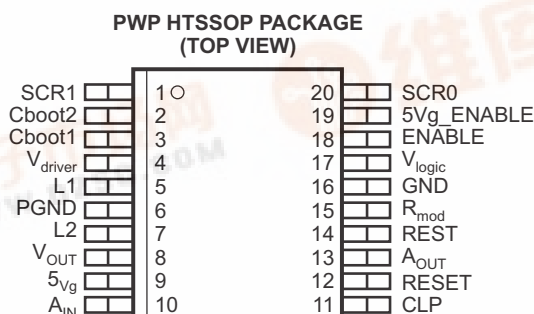 PWP HTSSOP PACKAGE
(TOP VIEW)
SCR1 1 20 SCR0
Cboot2 2 19 5Vg_ENABLE
Cboot1 3 18 ENABLE
Vdriver 4 17 Vlogic
L1 5 16 GND
PGND 6 15 Rmod
L2 7 14 REST
VOUT 8 13 AOUT
5Vg 9 12 RESET
AIN 10 11 CLP